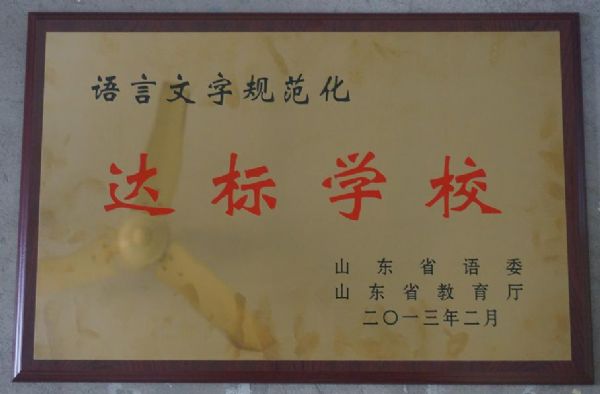 语言文字规范化
达标学校
山东省语委
山东省教育厅
二〇一三年二月